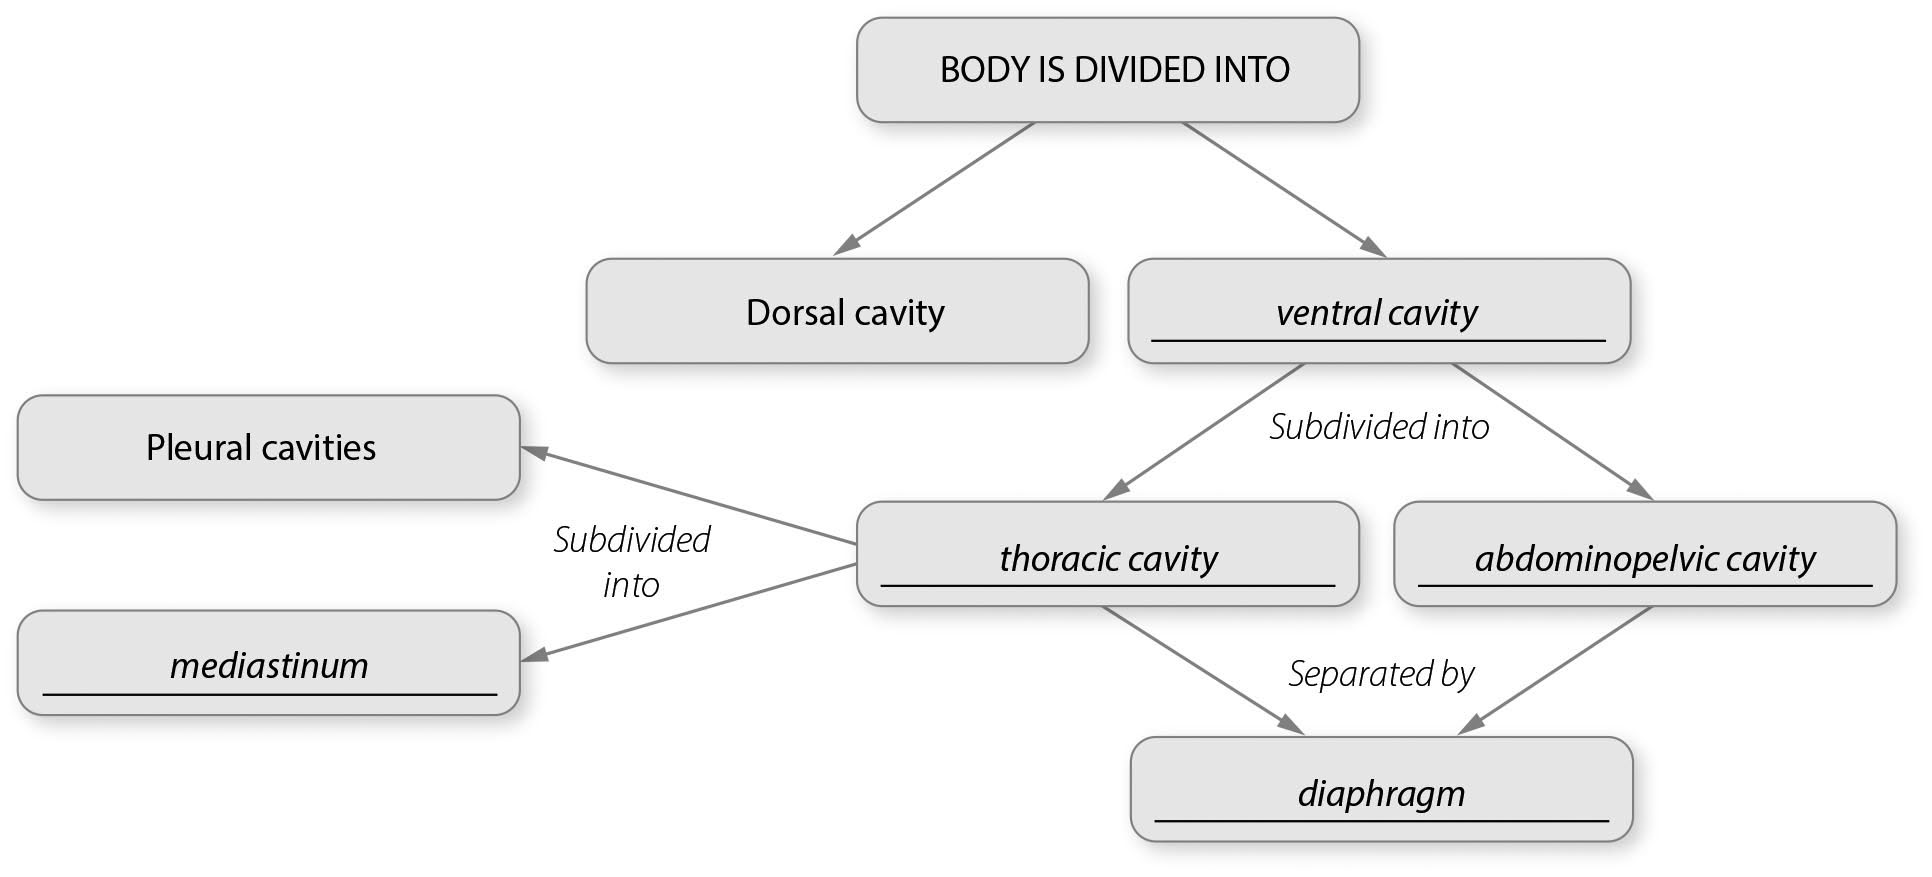 BODY IS DIVIDED INTO
Dorsal cavity
ventral cavity
Subdivided into
Pleural cavities
Subdivided
into
thoracic cavity
abdominopelvic cavity
mediastinum
Separated by
diaphragm